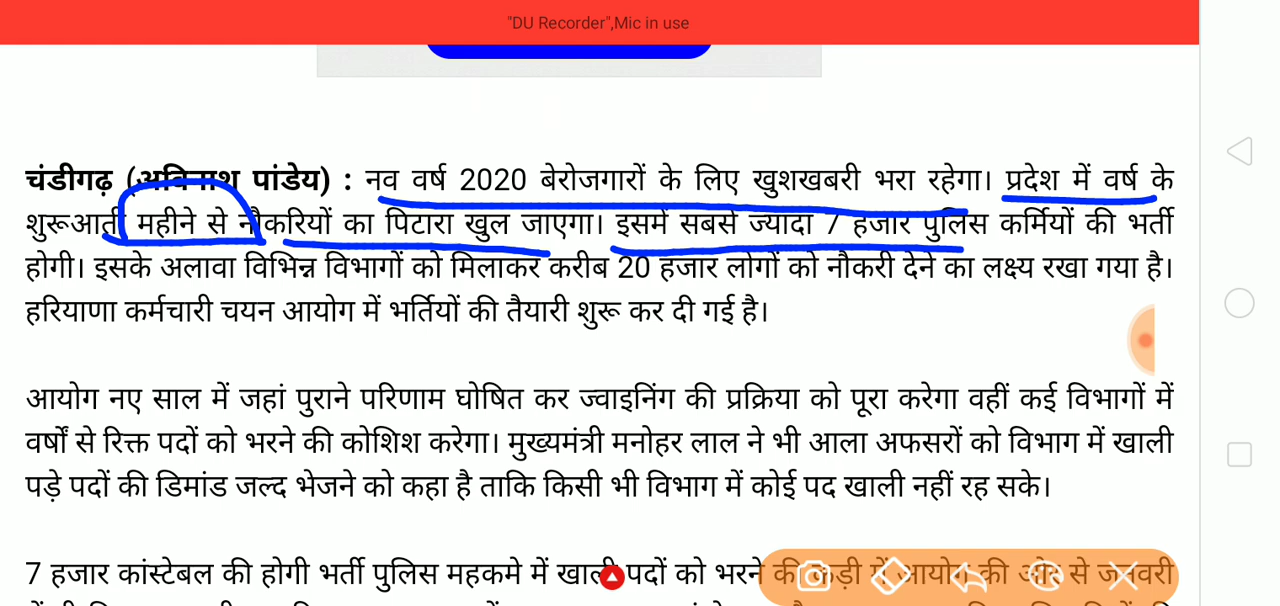 "DU Recorder",Mic in use
चंडीगढ़ (अविनाश पांडेय) : नव वर्ष 2020 बेरोजगारों के लिए खुशखबरी भरा रहेगा। प्रदेश में वर्ष के
शुरूआती महीने से नौकरियों का पिटारा खुल जाएगा। इसमें सबसे ज्यादा 7 हजार पुलिस कर्मियों की भर्ती
होगी। इसके अलावा विभिन्न विभागों को मिलाकर करीब 20 हजार लोगों को नौकरी देने का लक्ष्य रखा गया है।
हरियाणा कर्मचारी चयन आयोग में भर्तियों की तैयारी शुरू कर दी गई है।
आयोग नए साल में जहां पुराने परिणाम घोषित कर ज्वाइनिंग की प्रक्रिया को पूरा करेगा वहीं कई विभागों में
वर्षों से रिक्त पदों को भरने की कोशिश करेगा। मुख्यमंत्री मनोहर लाल ने भी आला अफसरों को विभाग में खाली
पड़े पदों की डिमांड जल्द भेजने को कहा है ताकि किसी भी विभाग में कोई पद खाली नहीं रह सके।
7 हजार कांस्टेबल की होगी भर्ती पुलिस महकमे में खाली पदों को भरने की कड़ी में आयोग की ओर से जनवरी